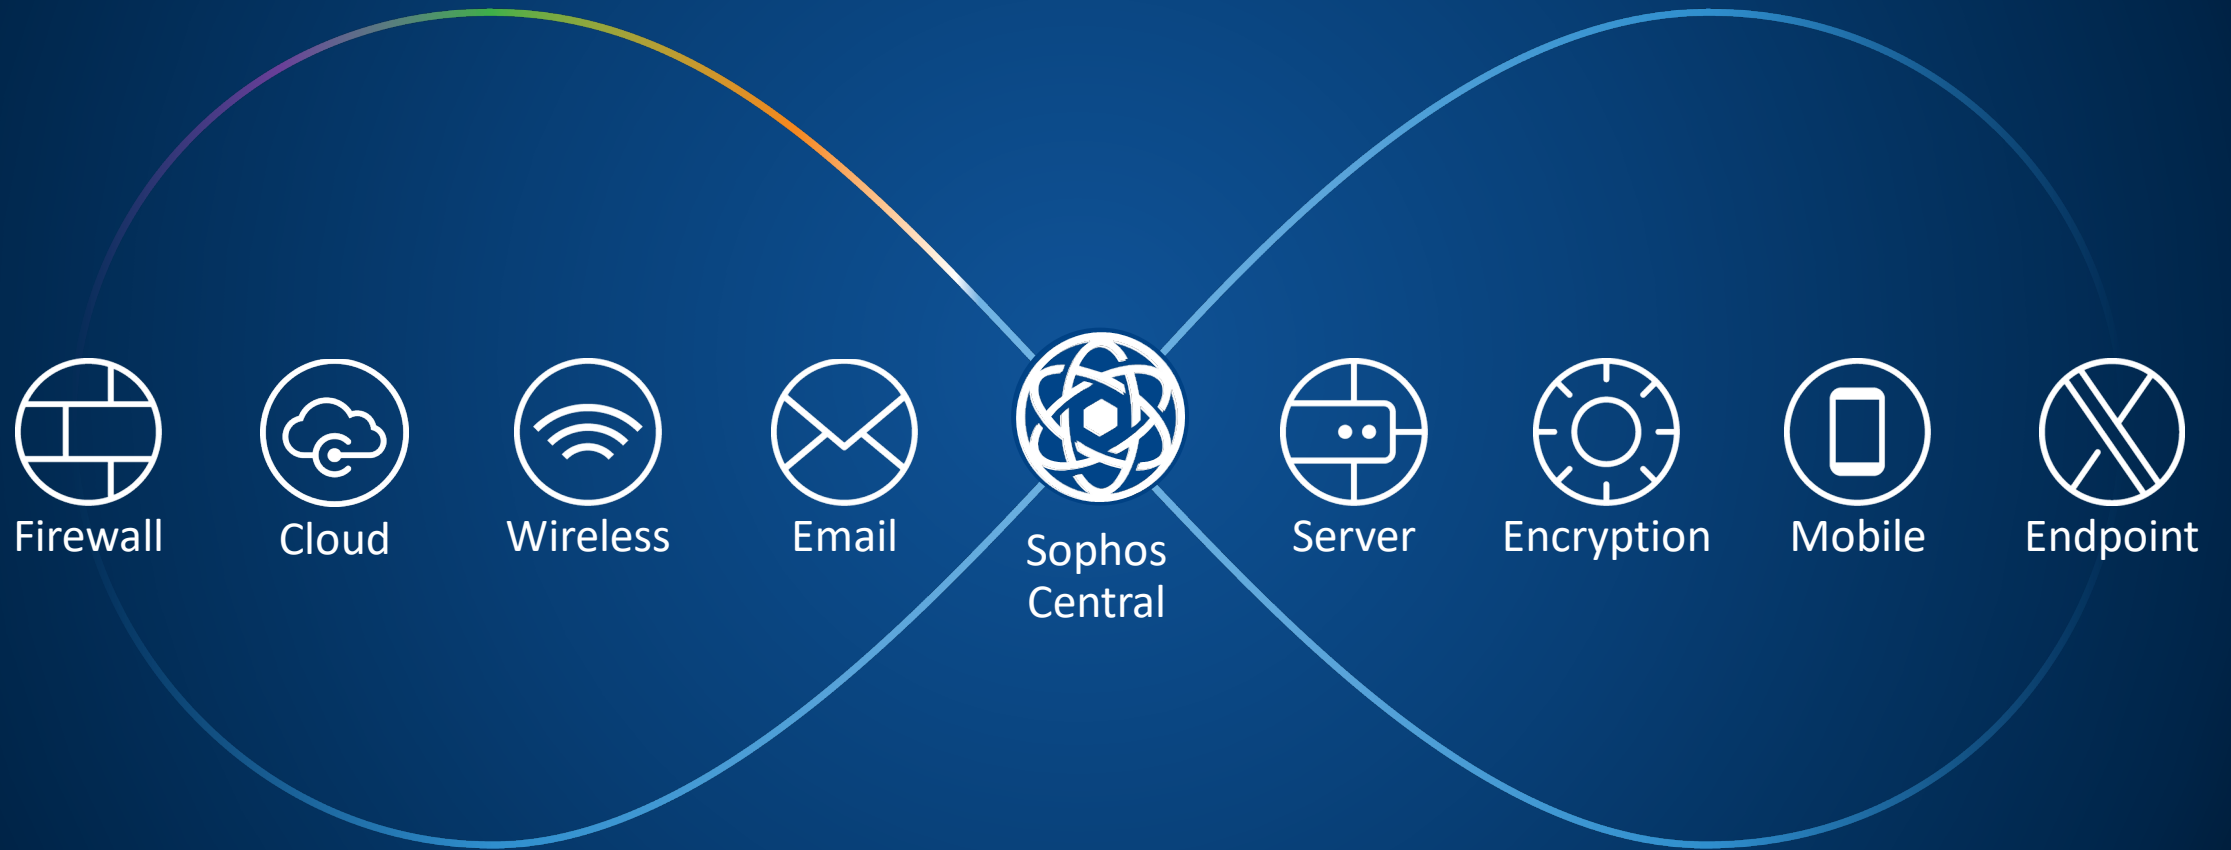 Firewall
Cloud
Wireless
Email
Sophos
Central
Server
Encryption
Mobile
Endpoint